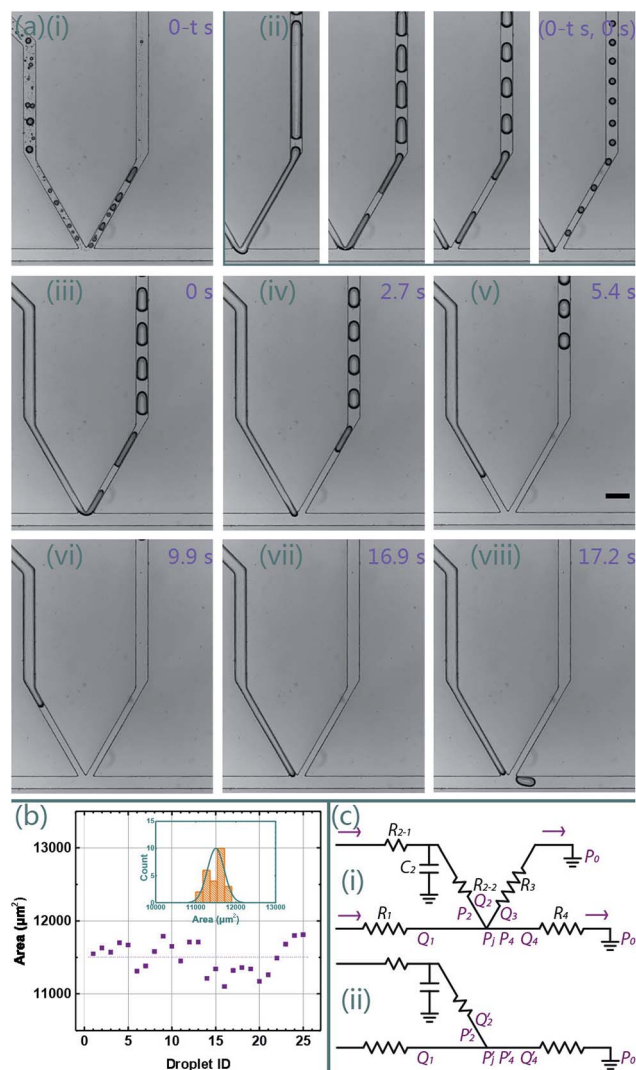 (a)(i) 0-t s (ii) (0-t s, 0 s)
(iii) 0 s (iv) 2.7 s (v) 5.4 s
(vi) 9.9 s (vii) 16.9 s (viii) 17.2 s
(b)
Area (μm²)
13000
12000
11000
0 5 10 15 20 25
Droplet ID
Count
15
10
5
0
10000 11000 12000 13000
Area (μm²)
(c)
(i)
R2-1
C2
R2-2
R3
P0
P2 Q2 Q3
R1 R4
Q1 Pj P4 Q4 P0
(ii)
Q'2
P'2
Q1 P'j P'4 Q'4 P0